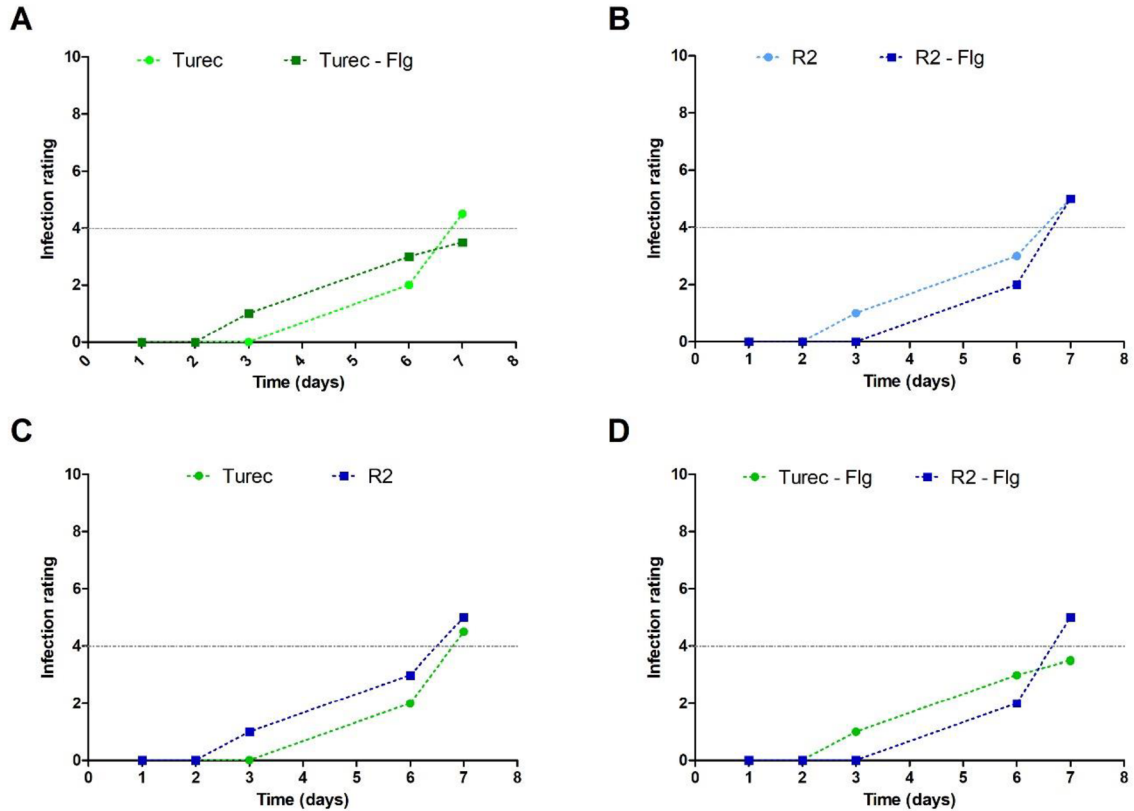 A
Turec
Turec - Flg
10
8
6
4
2
0
Infection rating
0 1 2 3 4 5 6 7 8
Time (days)
B
R2
R2 - Flg
10
8
6
4
2
0
Infection rating
0 1 2 3 4 5 6 7 8
Time (days)
C
Turec
R2
10
8
6
4
2
0
Infection rating
0 1 2 3 4 5 6 7 8
Time (days)
D
Turec - Flg
R2 - Flg
10
8
6
4
2
0
Infection rating
0 1 2 3 4 5 6 7 8
Time (days)